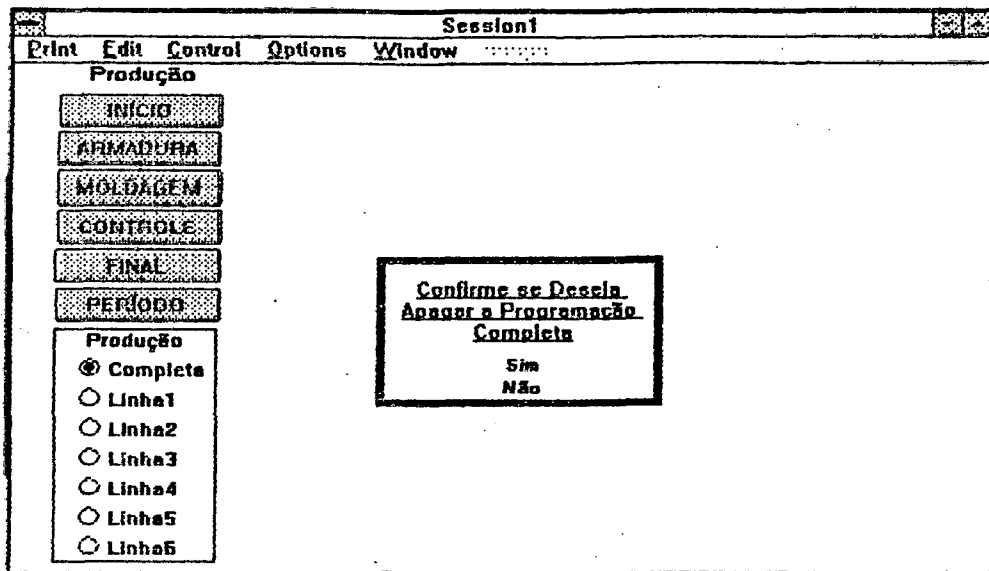 Session1
Print Edit Control Options Window
Produção
INÍCIO
ARMADURA
MOLDAGEM
CONTROLE
FINAL
PERÍODO
Produção
Completa
Linha1
Linha2
Linha3
Linha4
Linha5
Linha6
Confirme se Deseja
Apagar a Programação
Completa
Sim
Não